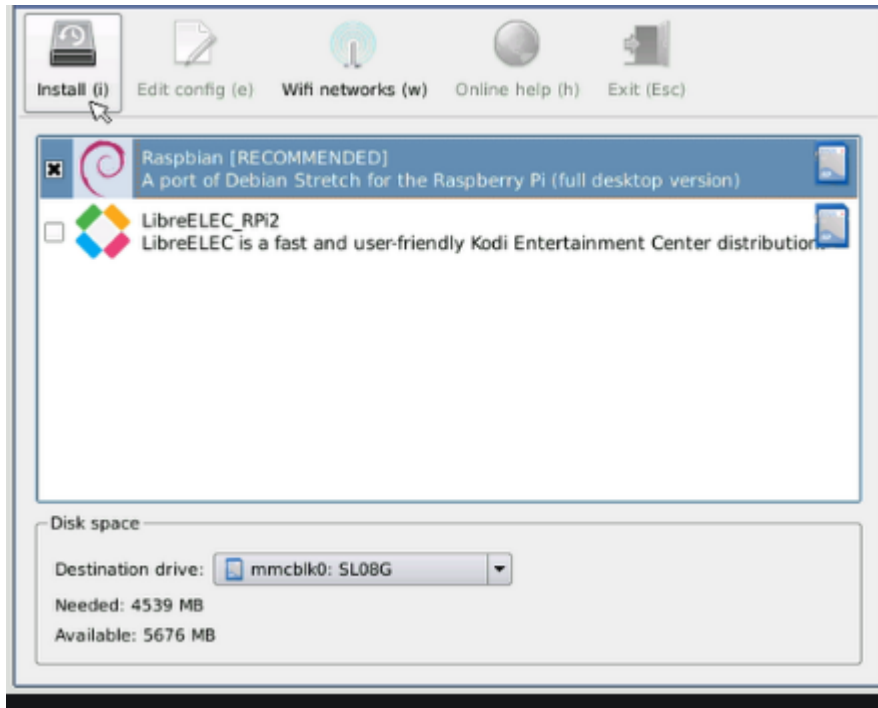 Install (i)
Edit config (e)
Wifi networks (w)
Online help (h)
Exit (Esc)
Raspbian [RECOMMENDED]
A port of Debian Stretch for the Raspberry Pi (full desktop version)
LibreELEC_RPi2
LibreELEC is a fast and user-friendly Kodi Entertainment Center distribution.
Disk space
Destination drive: mmcblk0: SL08G
Needed: 4539 MB
Available: 5676 MB